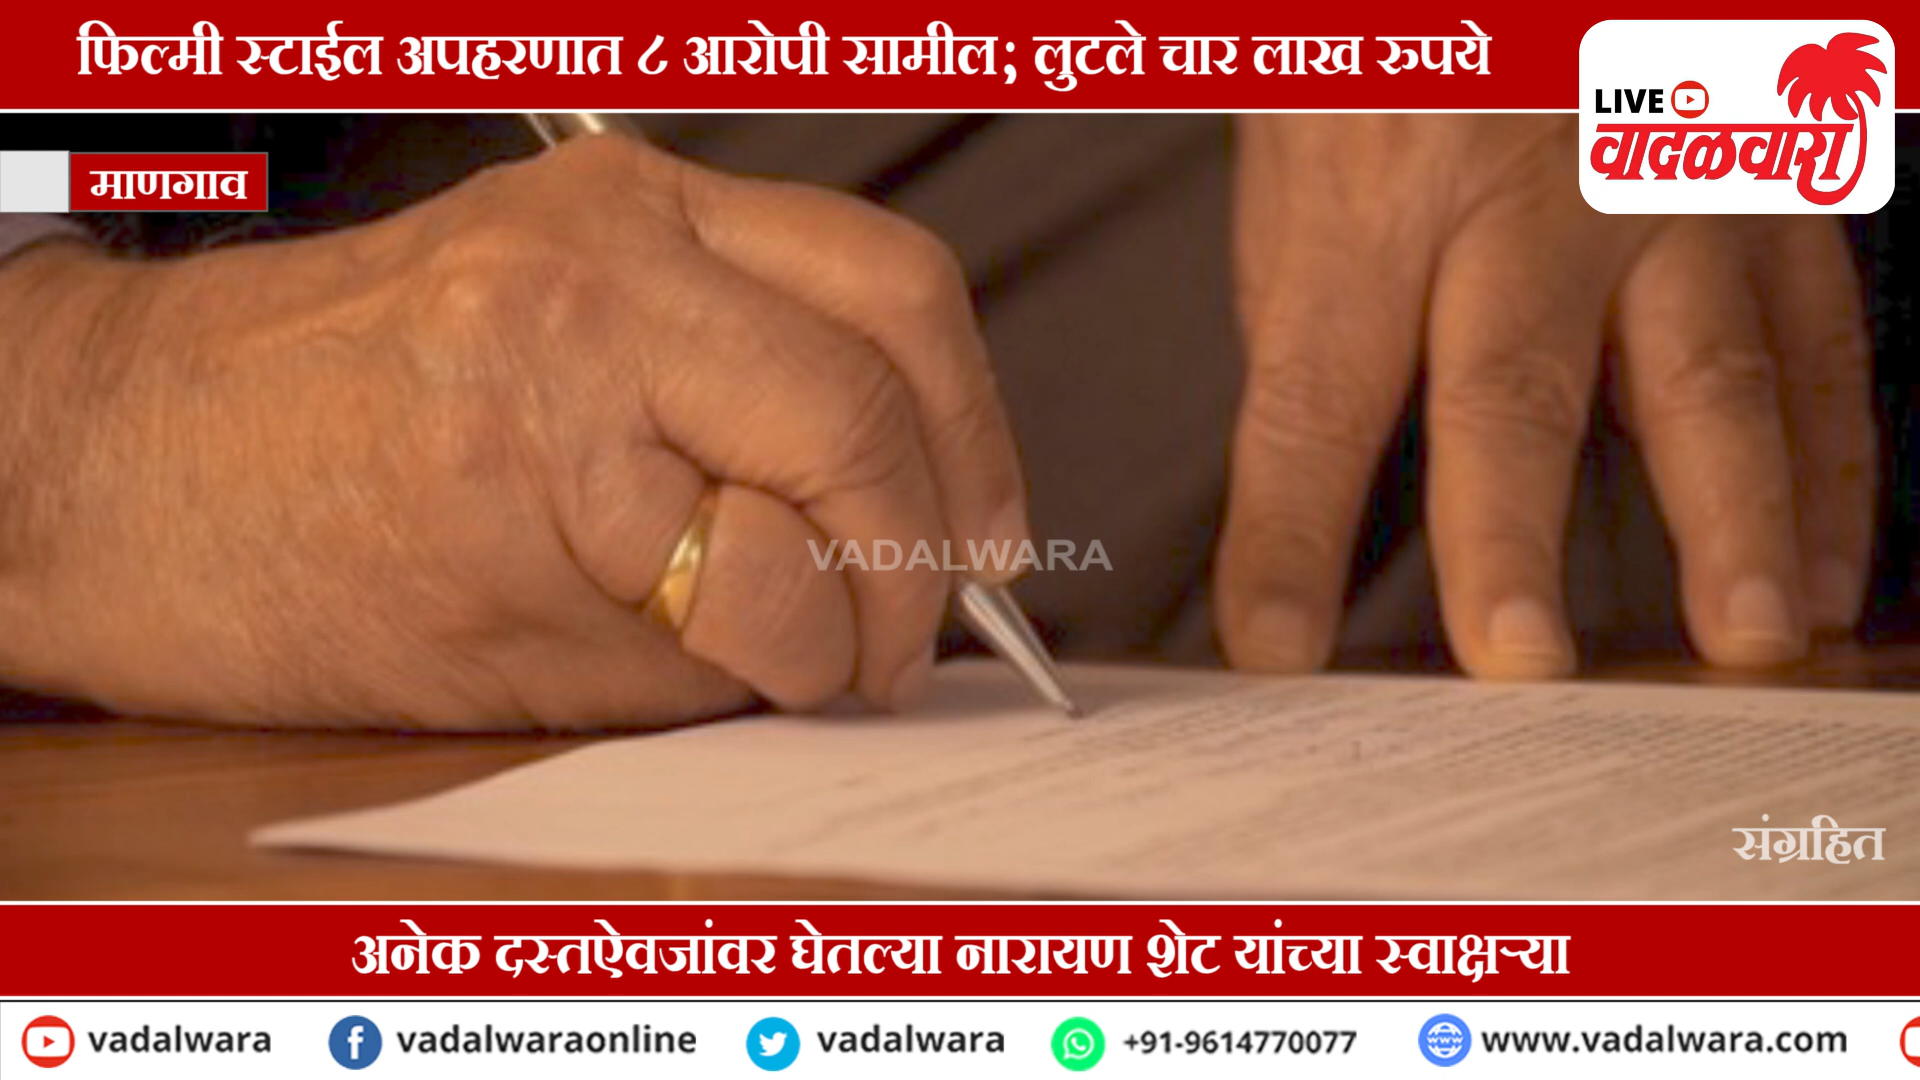 फिल्मी स्टाईल अपहरणात ८ आरोपी सामील; लुटले चार लाख रुपये
LIVE
वादळवारा
माणगाव
VADALWARA
संग्रहित
अनेक दस्तऐवजांवर घेतल्या नारायण शेट यांच्या स्वाक्षऱ्या
vadalwara vadalwaraonline vadalwara +91-9614770077 www.vadalwara.com